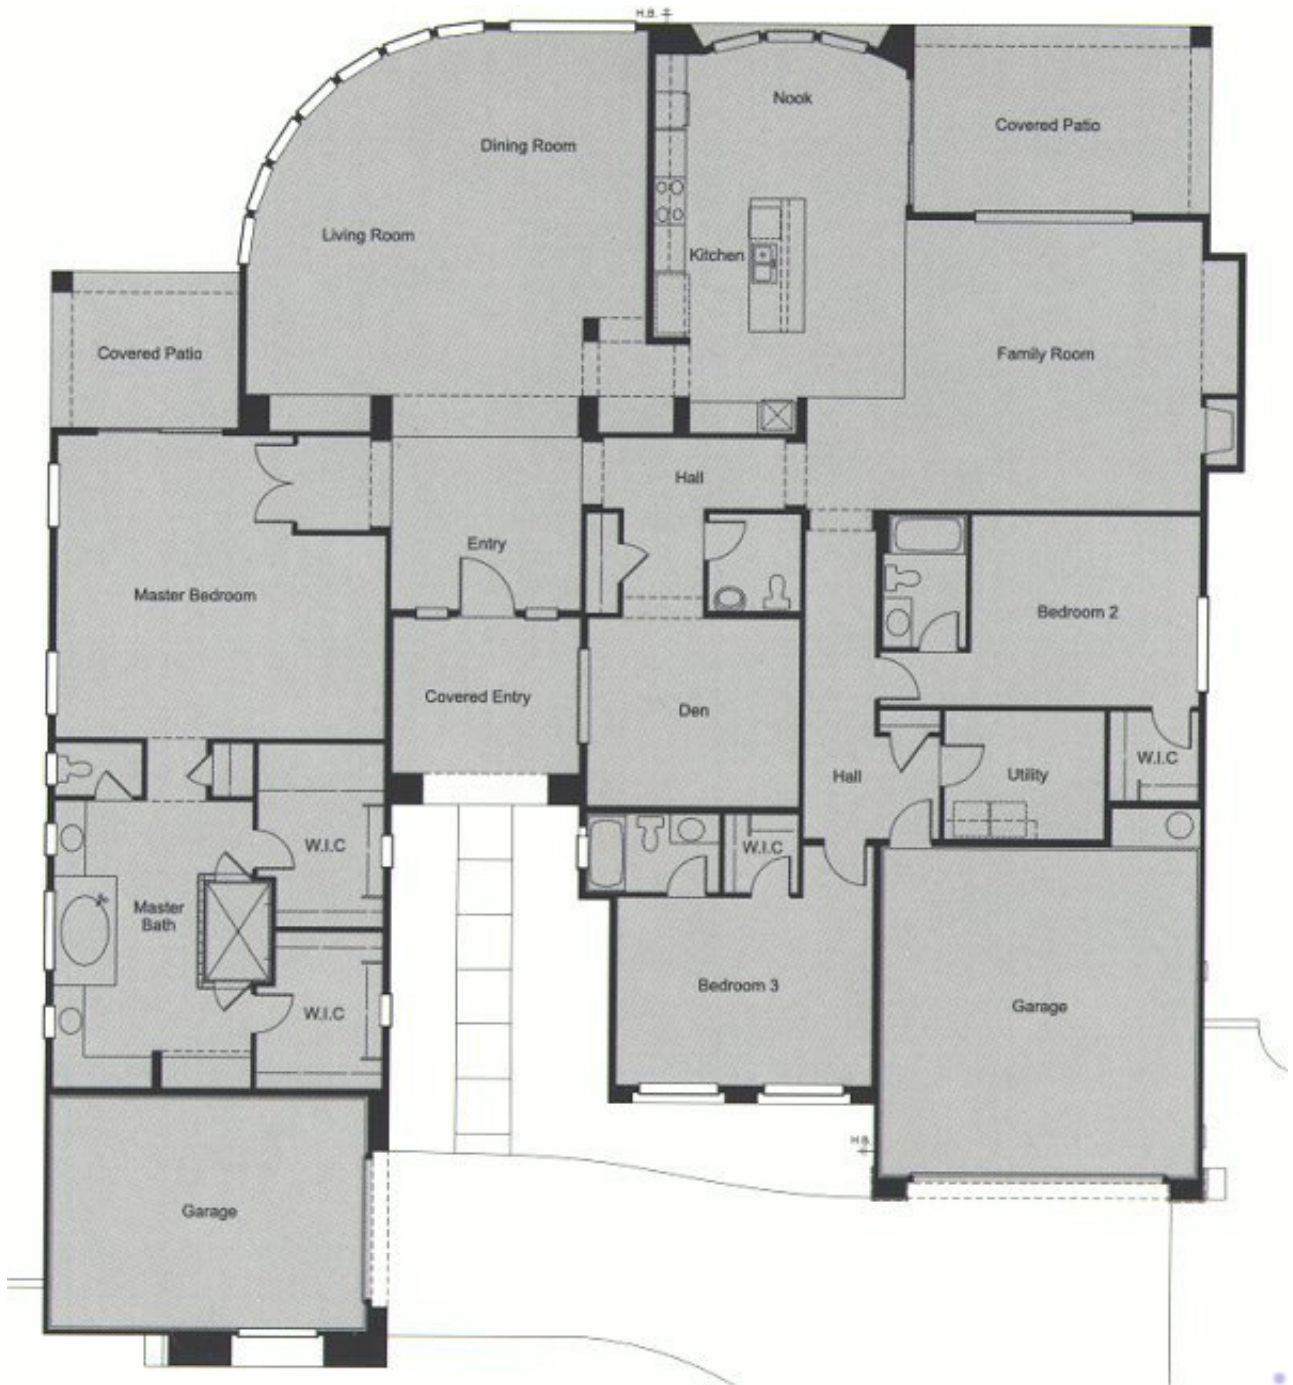 H.B.
Nook
Covered Patio
Dining Room
Living Room
Kitchen
Covered Patio
Family Room
Hall
Entry
Master Bedroom
Bedroom 2
Covered Entry
Den
W.I.C
Hall
Utility
W.I.C
W.I.C
Master
Bath
Bedroom 3
Garage
W.I.C
H.B.
Garage